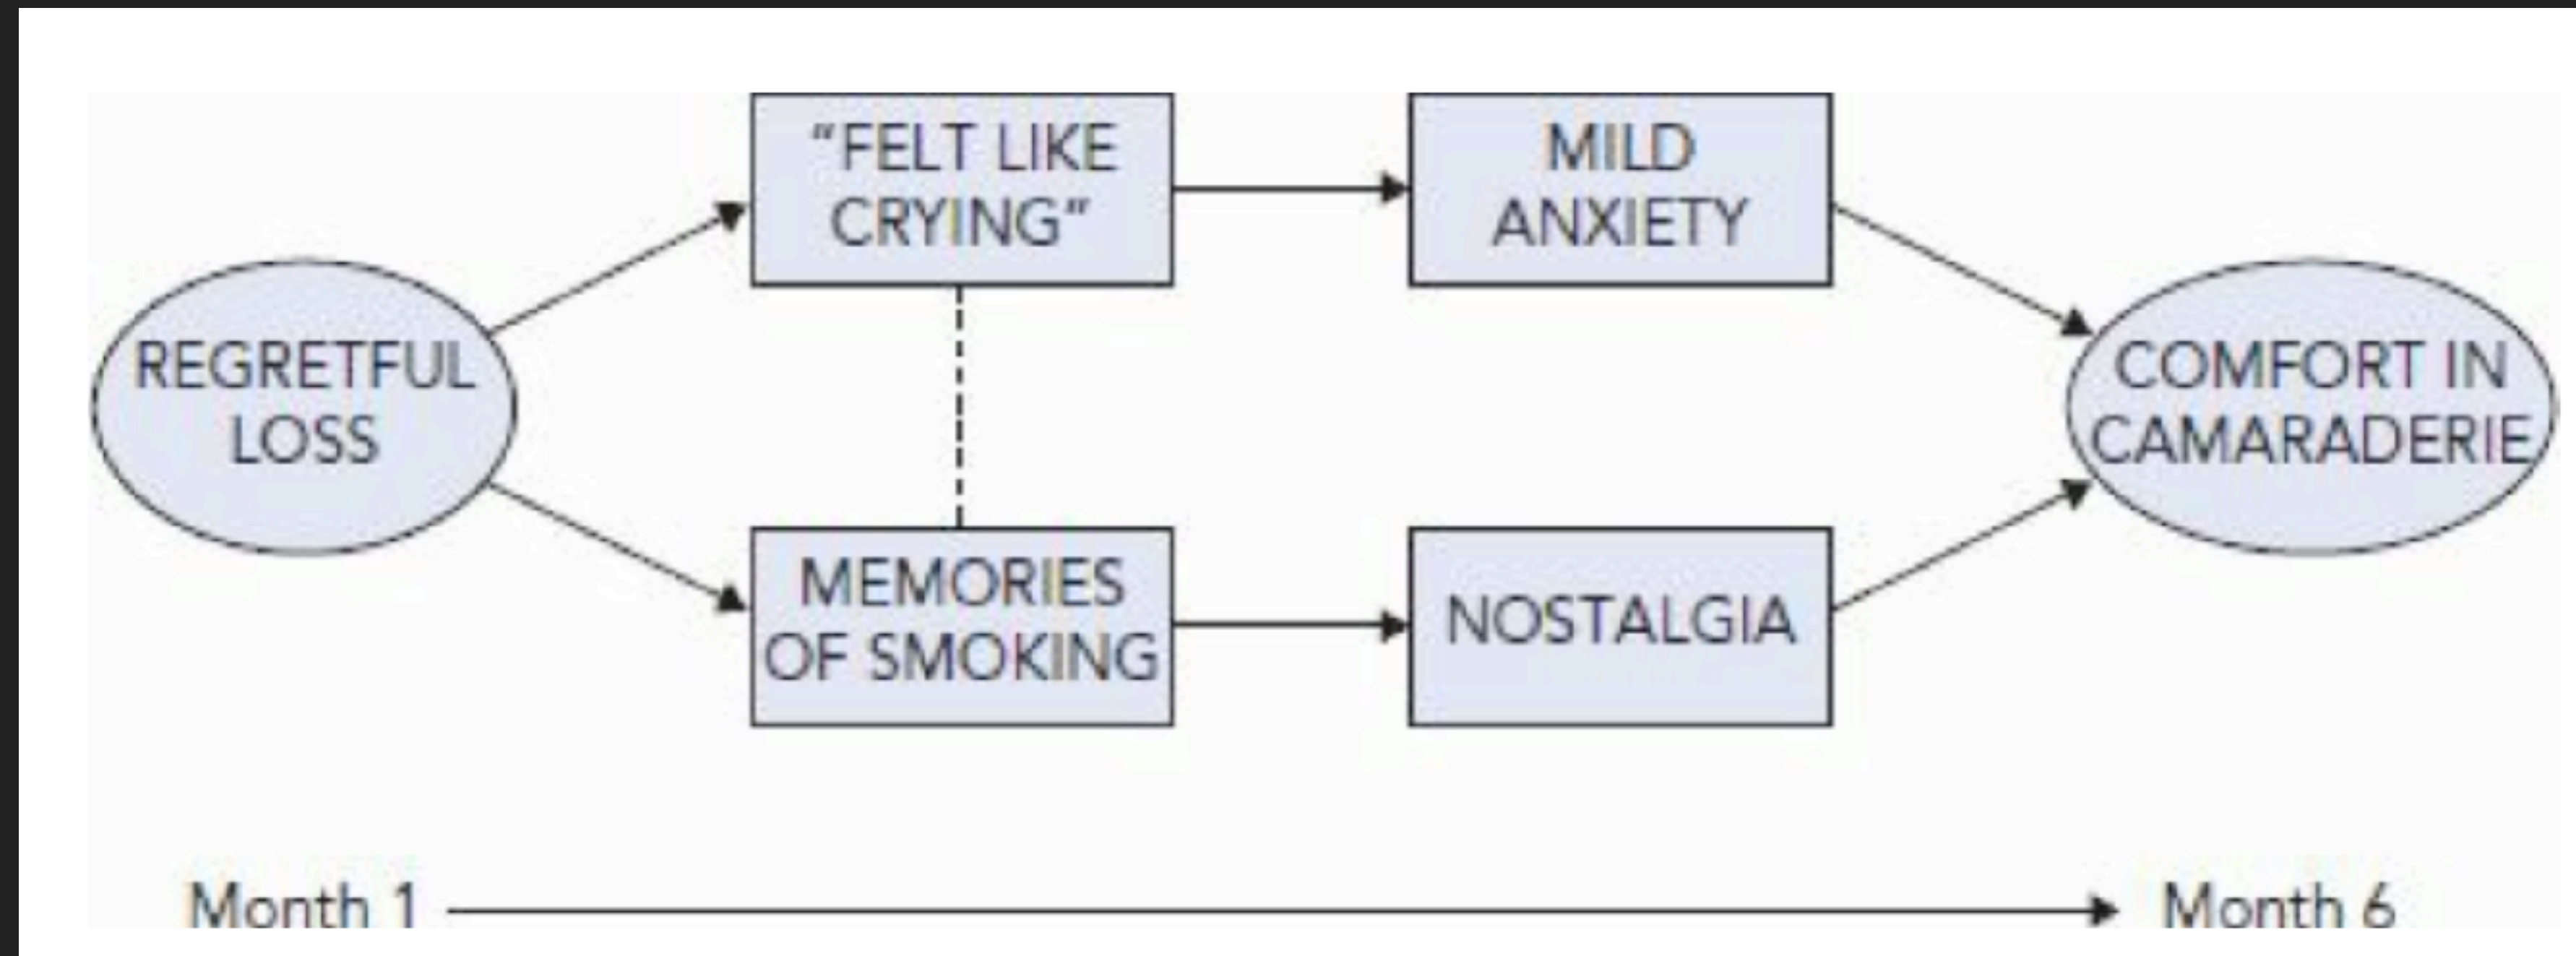 “FELT LIKE
CRYING”
MILD
ANXIETY
REGRETFUL
LOSS
COMFORT IN
CAMARADERIE
MEMORIES
OF SMOKING
NOSTALGIA
Month 1
Month 6